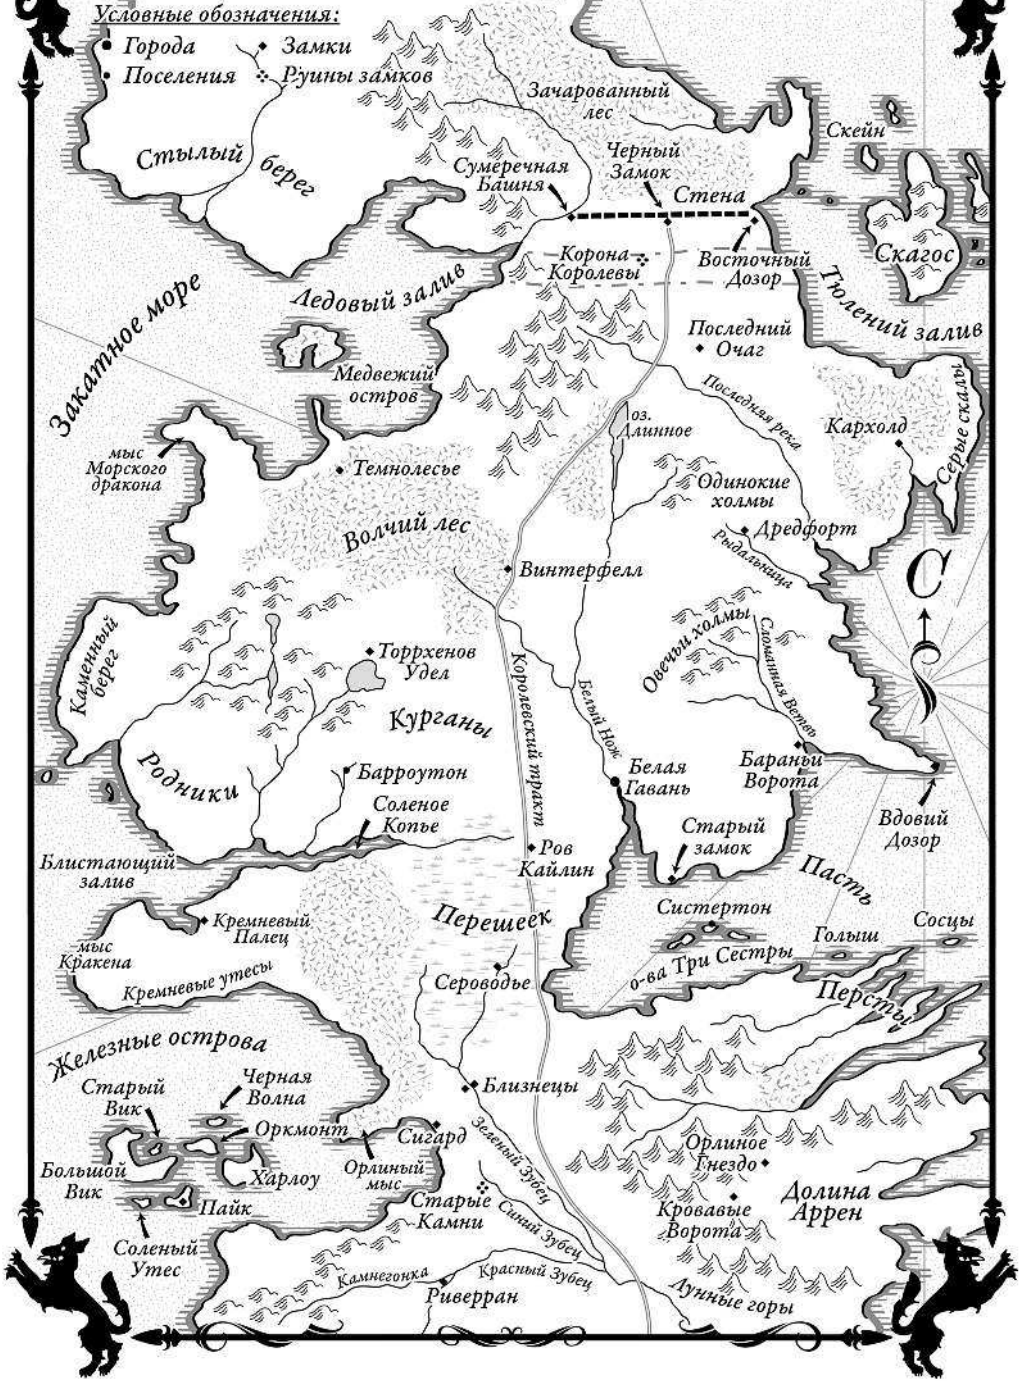 Условные обозначения:
Города
Замки
Поселения
Руины замков
Зачарованный
лес
Скейн
Стылый берег
Сумеречная
Башня
Черный
Замок
Стена
Скагос
Корона
Королевы
Восточный
Дозор
Тюлений залив
Ледовый залив
Закатное море
Последний
Очаг
Медвежий
остров
Последняя река
оз.
Длинное
Кархолд
Серые скалы
мыс
Морского
дракона
Темнолесье
Одинокие
холмы
Волчий лес
Дредфорт
Рыдальница
Винтерфелл
С
Овечьи холмы
Сломанная Ветвь
Каменный
берег
Торрхенов
Удел
Королевский тракт
Белый Нож
Курганы
Родники
Барроутон
Белая
Гавань
Бараньи
Ворота
Соленое
Копье
Старый
замок
Вдовий
Дозор
Ров
Кайлин
Блистающий
залив
Пасть
Систертон
Перешеек
Кремневый
Палец
Голыш
Сосцы
мыс
Кракена
о-ва Три Сестры
Кремневые утесы
Сероводье
Персты
Железные острова
Близнецы
Старый
Вик
Черная
Волна
Оркмонт
Сигард
Зеленый Зубец
Орлиное
Гнездо
Большой
Вик
Харлоу
Орлиный
мыс
Пайк
Старые
Камни
Синий Зубец
Кровавые
Ворота
Долина
Аррен
Соленый
Утес
Камнегонка
Красный Зубец
Риверран
Лунные горы